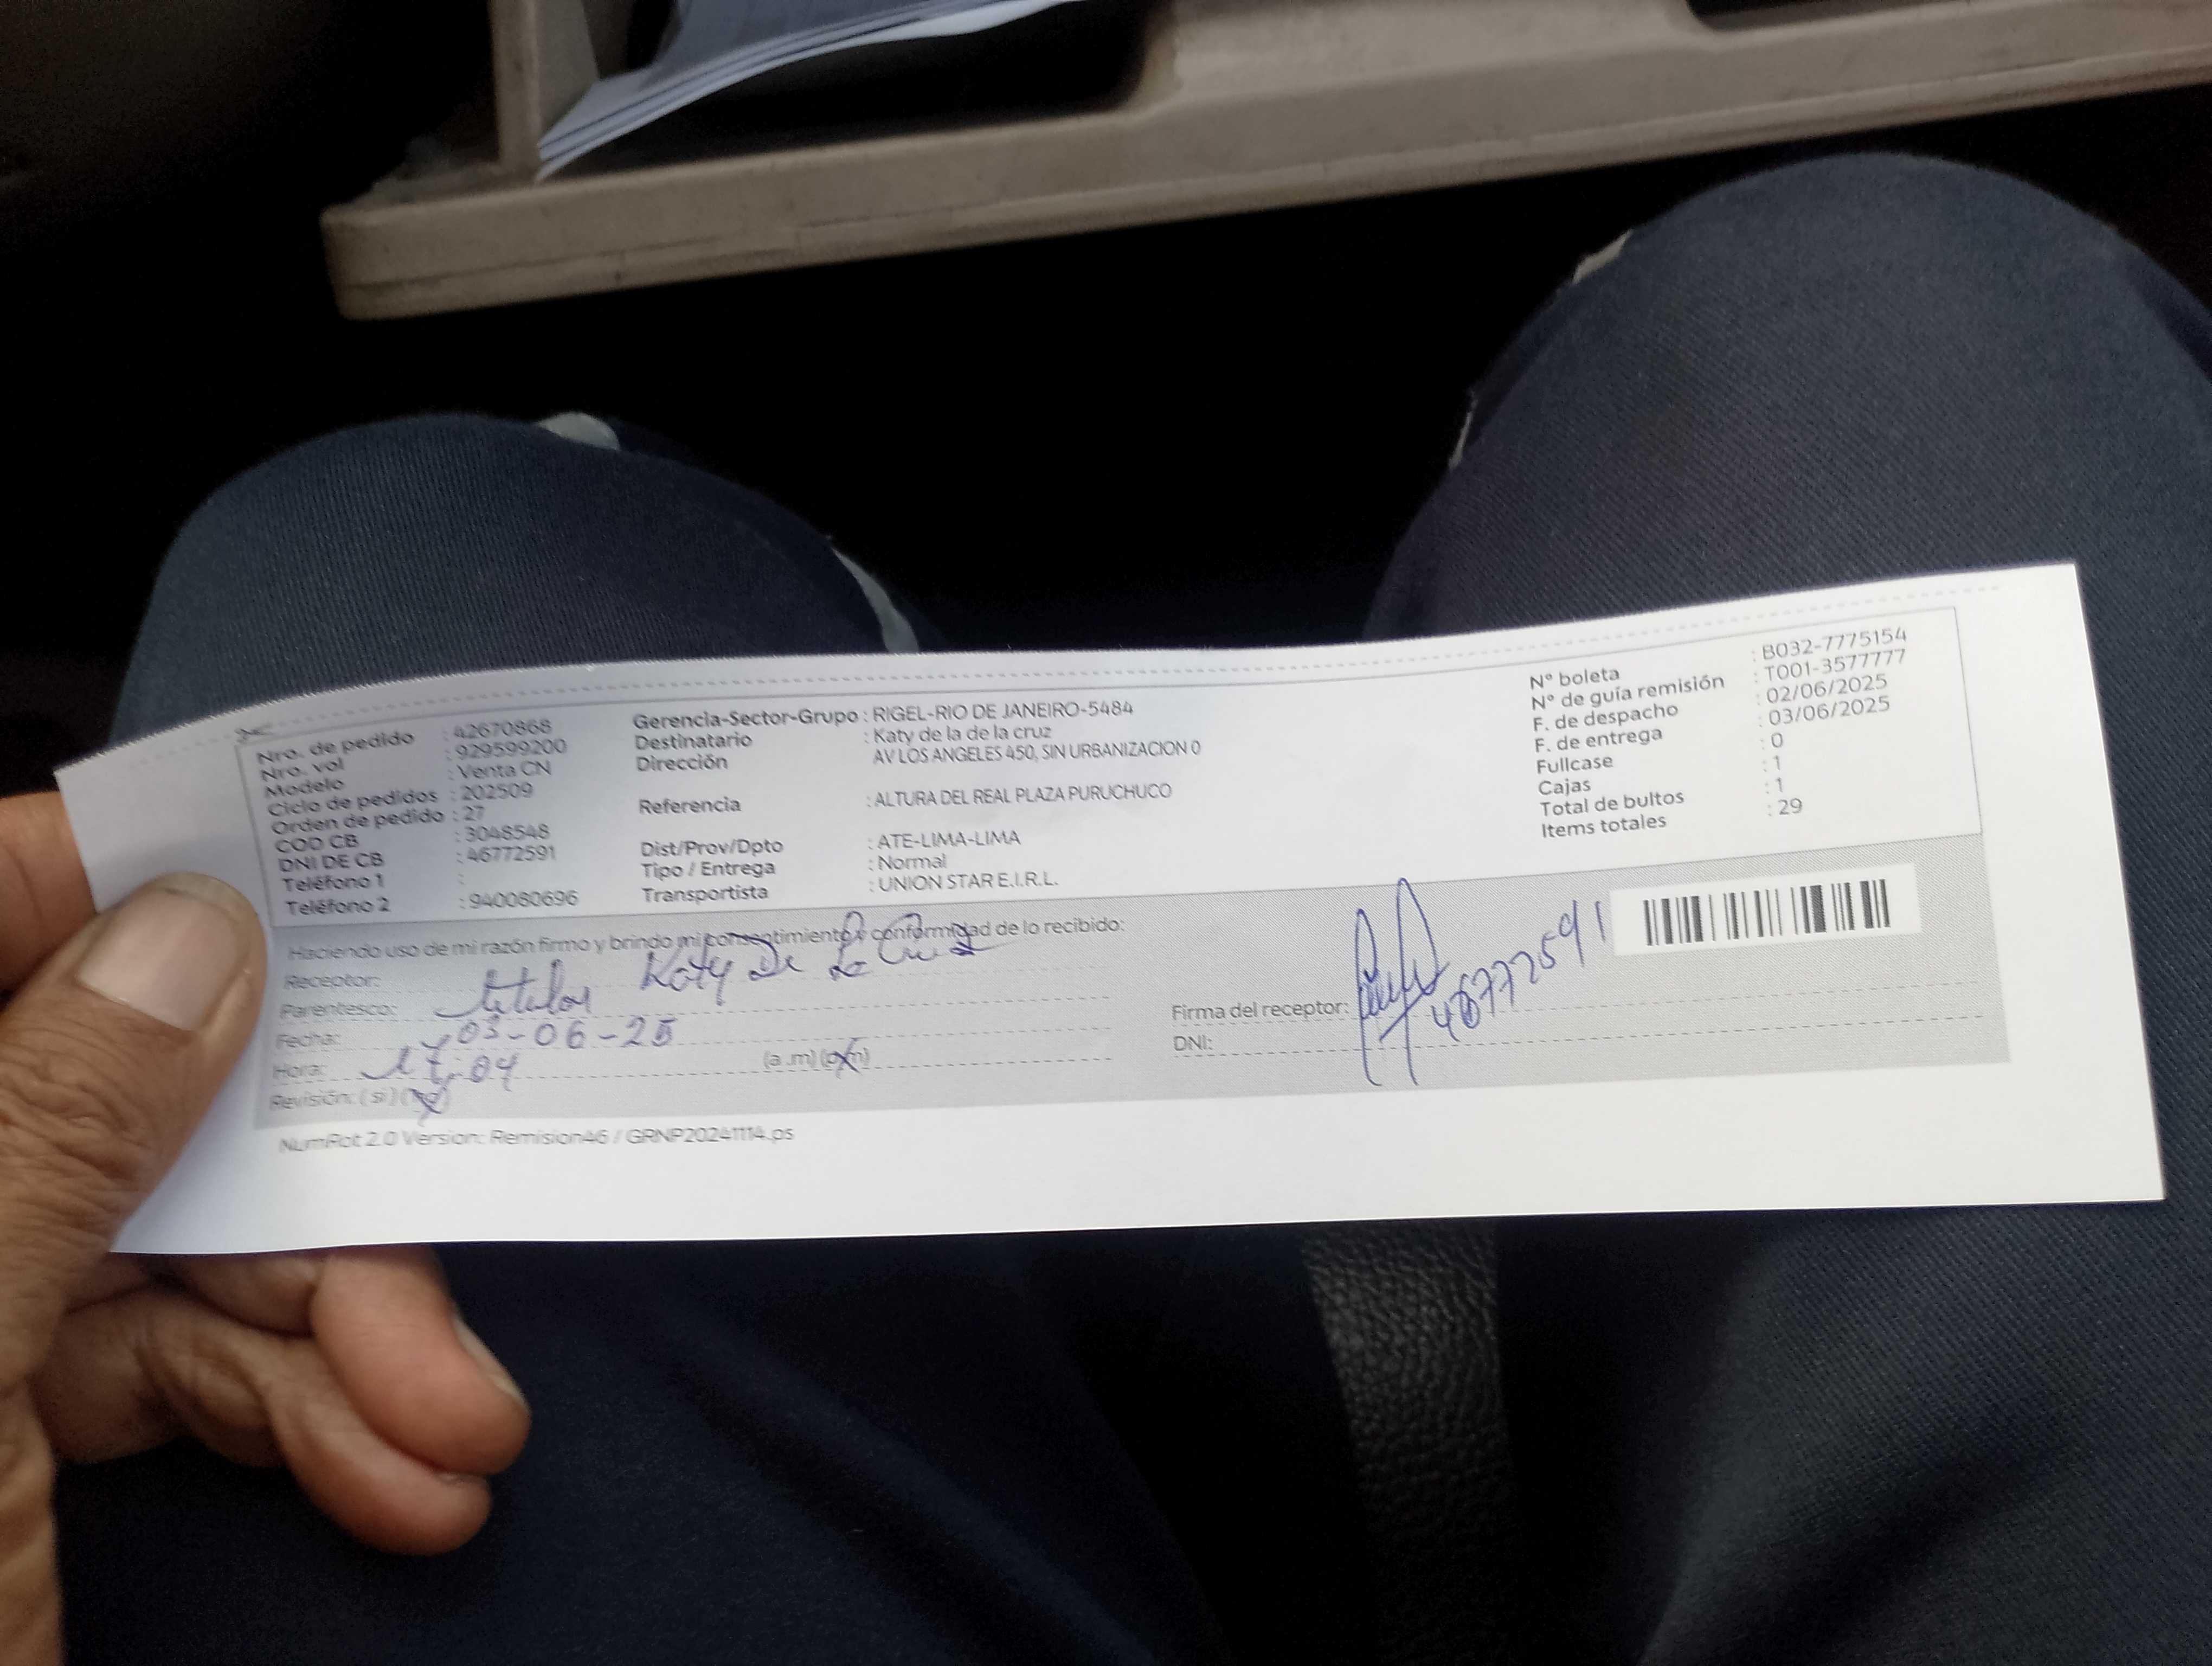 Nro. de pedido : 42670868
Nro. vol : 929599200
Modelo : Venta CN
Ciclo de pedidos : 202509
Orden de pedido : 27
COD CB : 3048548
DNI DE CB : 46772591
Teléfono 1 :
Teléfono 2 : 940080696
Gerencia-Sector-Grupo : RIGEL-RIO DE JANEIRO-5484
Destinatario : Katy de la de la cruz
Dirección AV LOS ANGELES 450, SIN URBANIZACION 0
Referencia : ALTURA DEL REAL PLAZA PURUCHUCO
Dist/Prov/Dpto : ATE-LIMA-LIMA
Tipo / Entrega : Normal
Transportista : UNION STAR E.I.R.L.
N° boleta : B032-7775154
N° de guía remisión : T001-3577777
F. de despacho : 02/06/2025
F. de entrega : 03/06/2025
Fullcase : 0
Cajas : 1
Total de bultos : 1
Items totales : 29
Haciendo uso de mi razón firmo y brindo mi consentimiento y conformidad de lo recibido:
Receptor: Katy De La Cruz
Parentesco: titular
Fecha: 03-06-25
Hora: 17:04 (a .m) (p.m)
Revisión: ( si ) (no)
Firma del receptor:
46772591
DNI:
NumRot 2.0 Version: Remision46 / GRNP20241114.ps